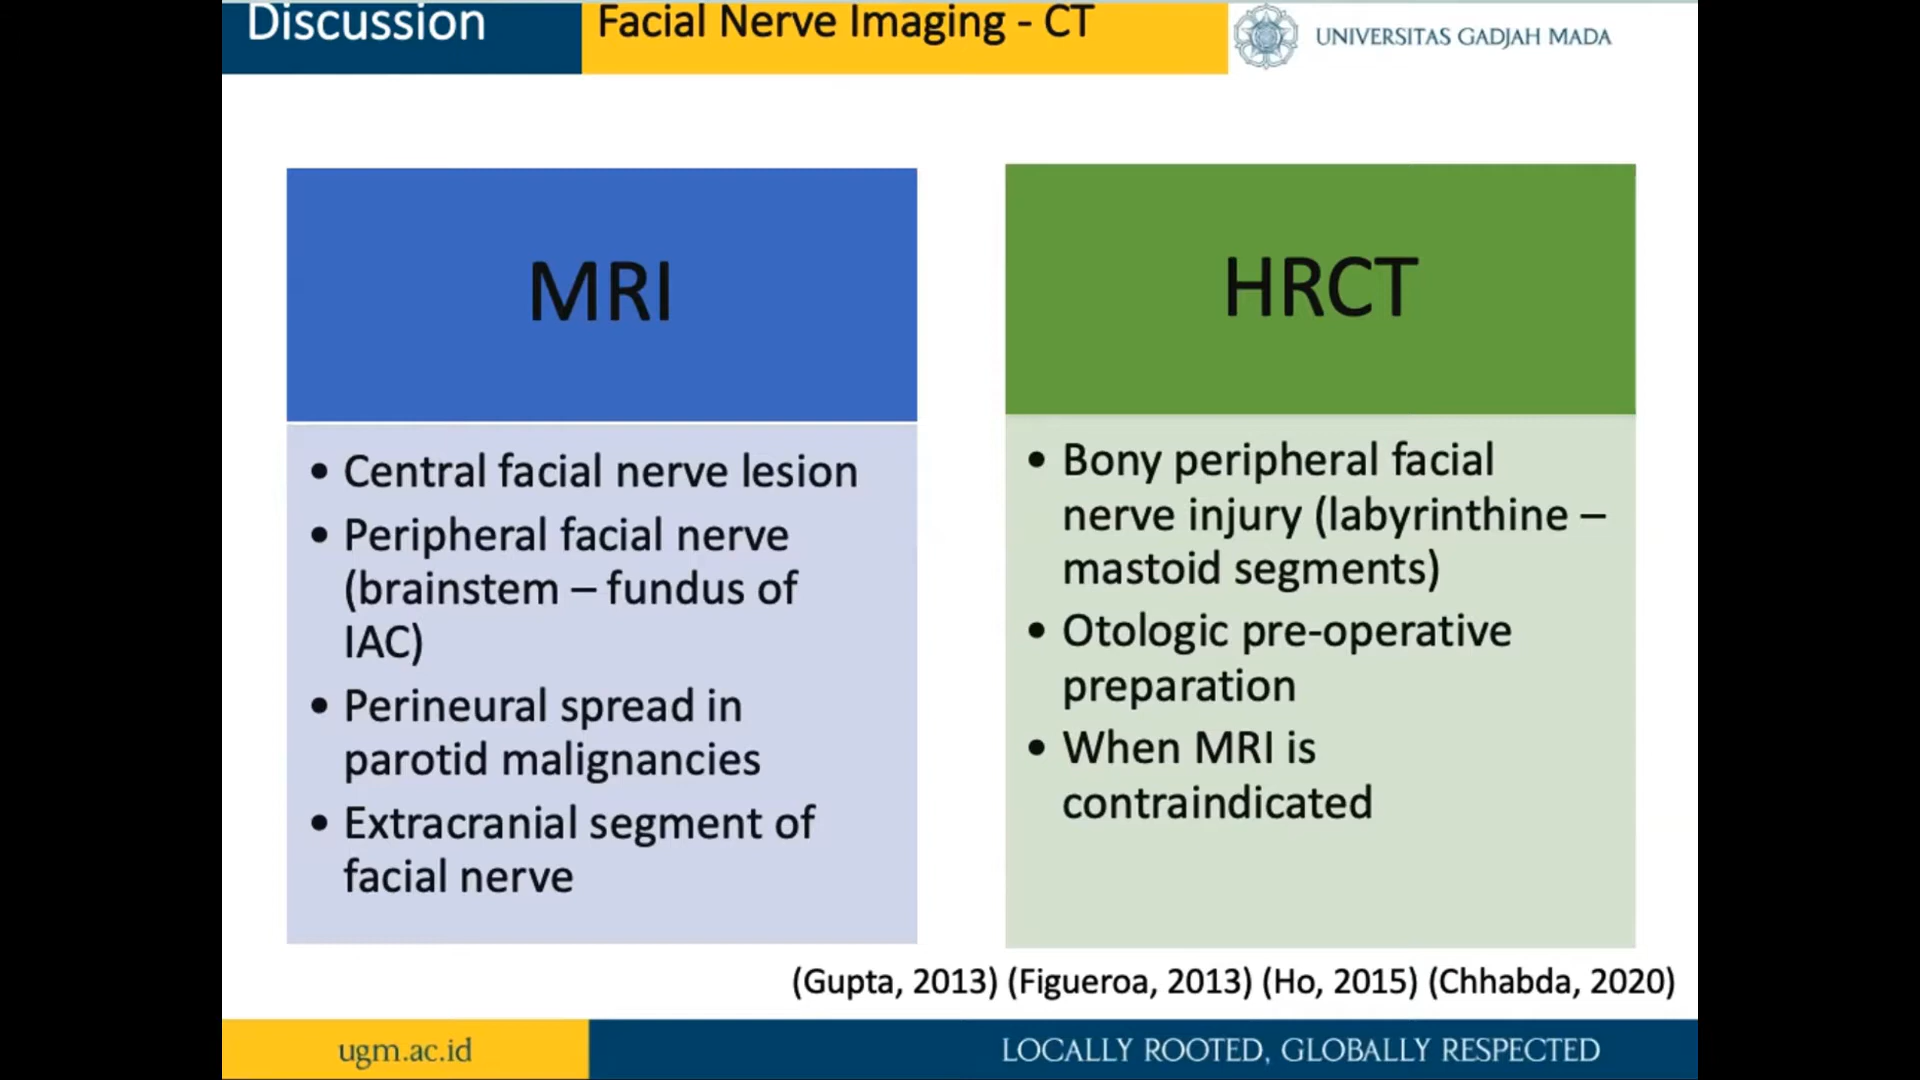 Discussion
Facial Nerve Imaging - CT
UNIVERSITAS GADJAH MADA
MRI
• Central facial nerve lesion
• Peripheral facial nerve
(brainstem – fundus of
IAC)
• Perineural spread in
parotid malignancies
• Extracranial segment of
facial nerve
HRCT
• Bony peripheral facial
nerve injury (labyrinthine –
mastoid segments)
• Otologic pre-operative
preparation
• When MRI is
contraindicated
(Gupta, 2013) (Figueroa, 2013) (Ho, 2015) (Chhabda, 2020)
ugm.ac.id
LOCALLY ROOTED, GLOBALLY RESPECTED